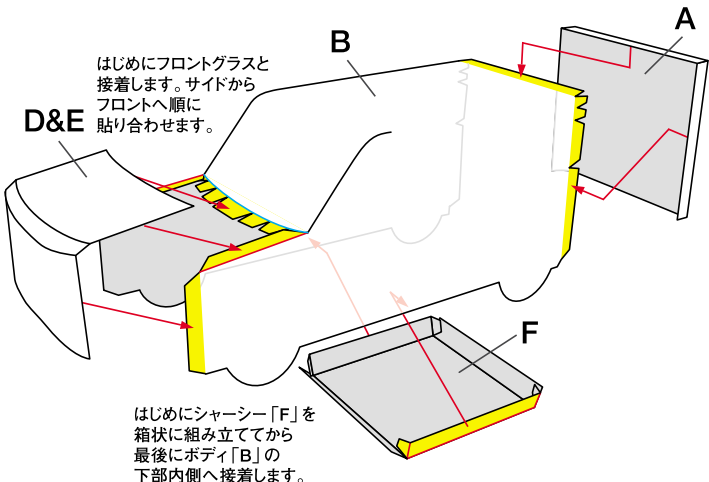 A
B
はじめにフロントグラスと
接着します。サイドから
フロントへ順に
貼り合わせます。
D&E
F
はじめにシャーシー「F」を
箱状に組み立ててから
最後にボディ「B」の
下部内側へ接着します。